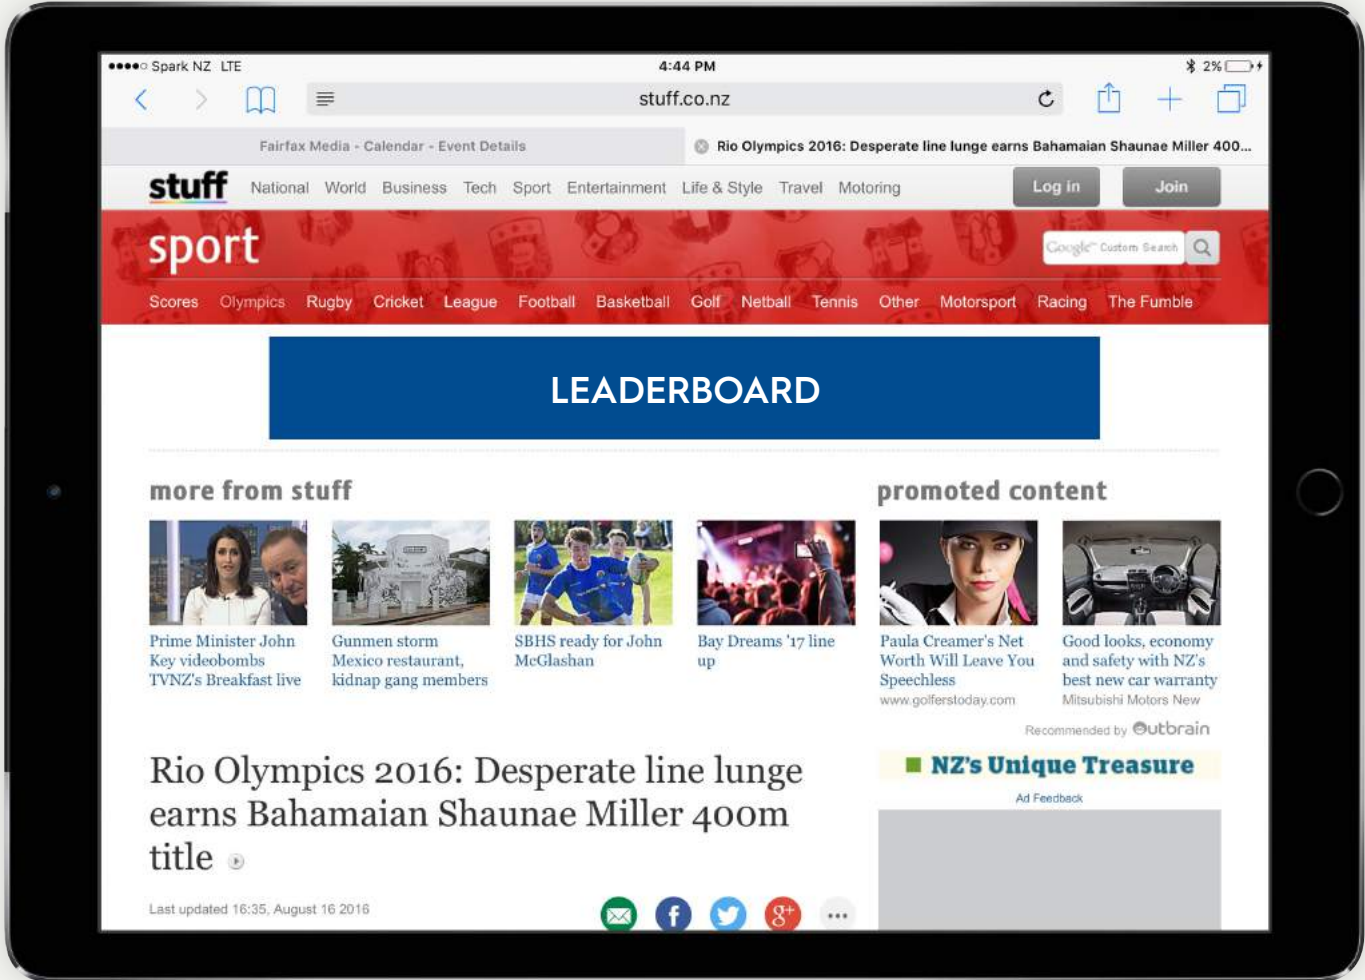 Spark NZ LTE 4:44 PM 2%
stuff.co.nz
Fairfax Media - Calendar - Event Details
Rio Olympics 2016: Desperate line lunge earns Bahamaian Shaunae Miller 400...
stuff National World Business Tech Sport Entertainment Life & Style Travel Motoring Log in Join
sport
Google™ Custom Search
Scores Olympics Rugby Cricket League Football Basketball Golf Netball Tennis Other Motorsport Racing The Fumble
LEADERBOARD
more from stuff
Prime Minister John
Key videobombs
TVNZ's Breakfast live
Gunmen storm
Mexico restaurant,
kidnap gang members
SBHS ready for John
McGlashan
Bay Dreams '17 line
up
promoted content
Paula Creamer's Net
Worth Will Leave You
Speechless
www.golferstoday.com
Good looks, economy
and safety with NZ's
best new car warranty
Mitsubishi Motors New
Recommended by Outbrain
Rio Olympics 2016: Desperate line lunge
earns Bahamaian Shaunae Miller 400m
title
Last updated 16:35, August 16 2016
f
g+
...
NZ's Unique Treasure
Ad Feedback